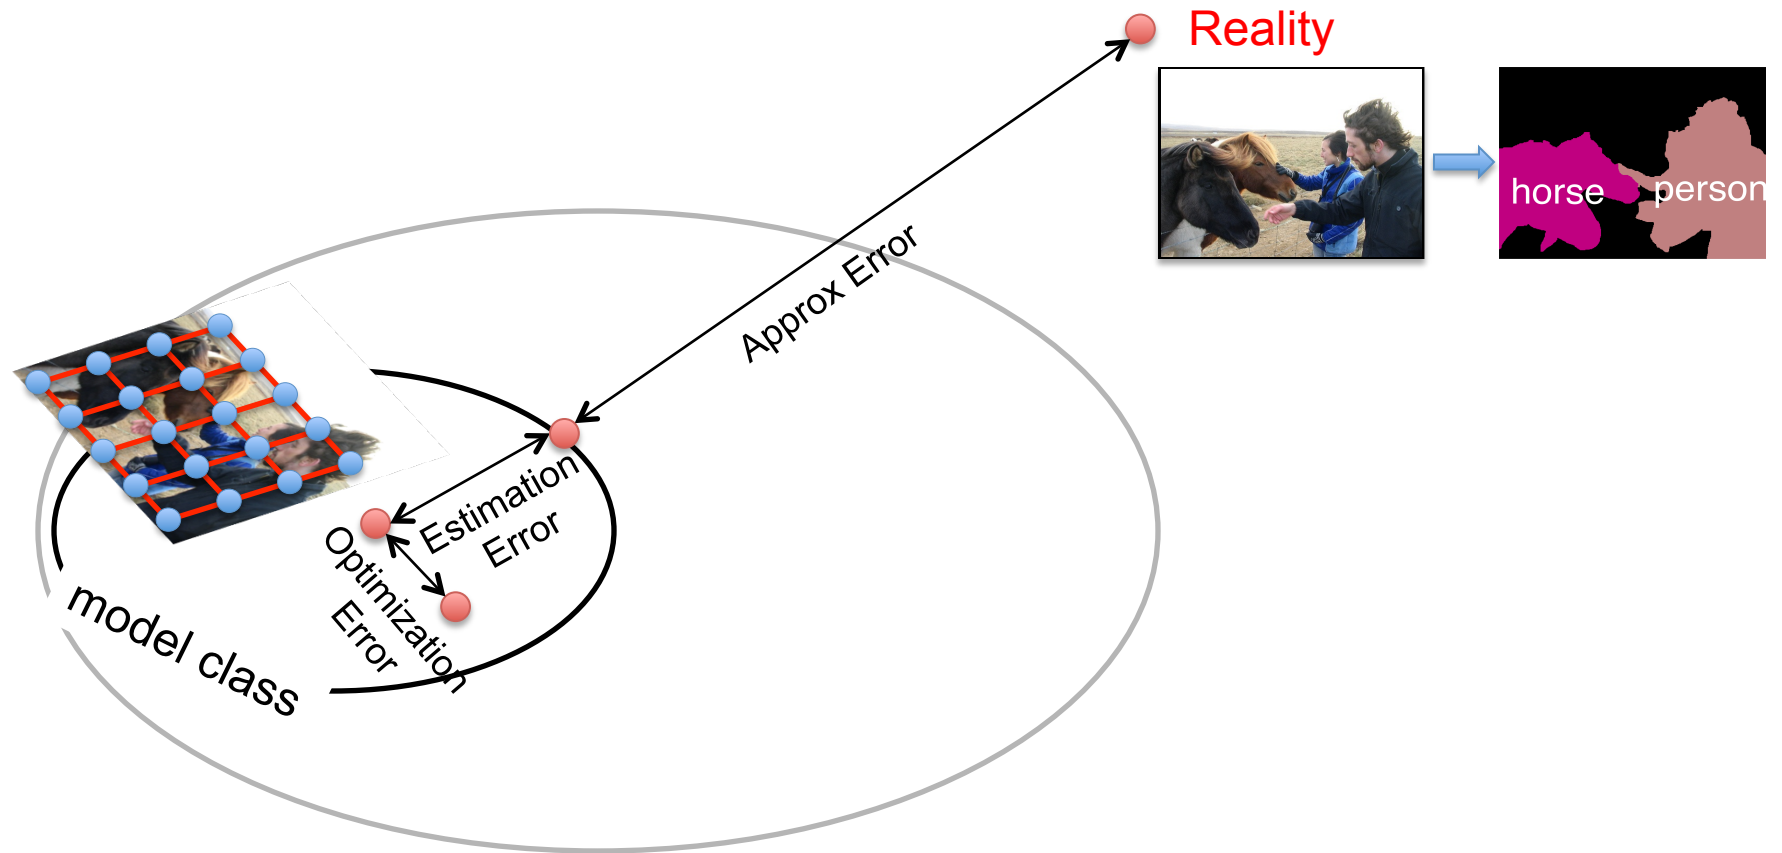 Reality
horse
person
Approx Error
Estimation
Error
Optimization
Error
model class